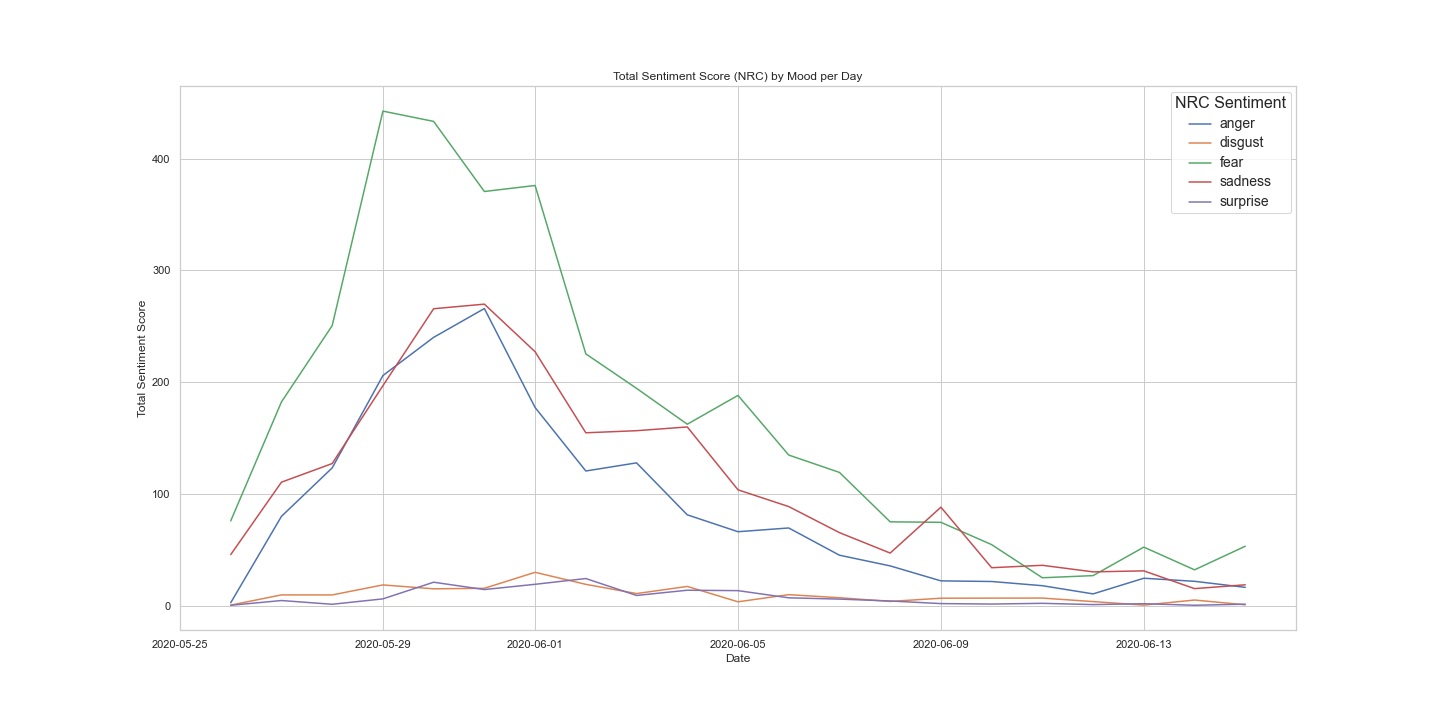 Total Sentiment Score (NRC) by Mood per Day
NRC Sentiment
anger
disgust
fear
sadness
surprise
Total Sentiment Score
400
300
200
100
0
2020-05-25
2020-05-29
2020-06-01
2020-06-05
2020-06-09
2020-06-13
Date